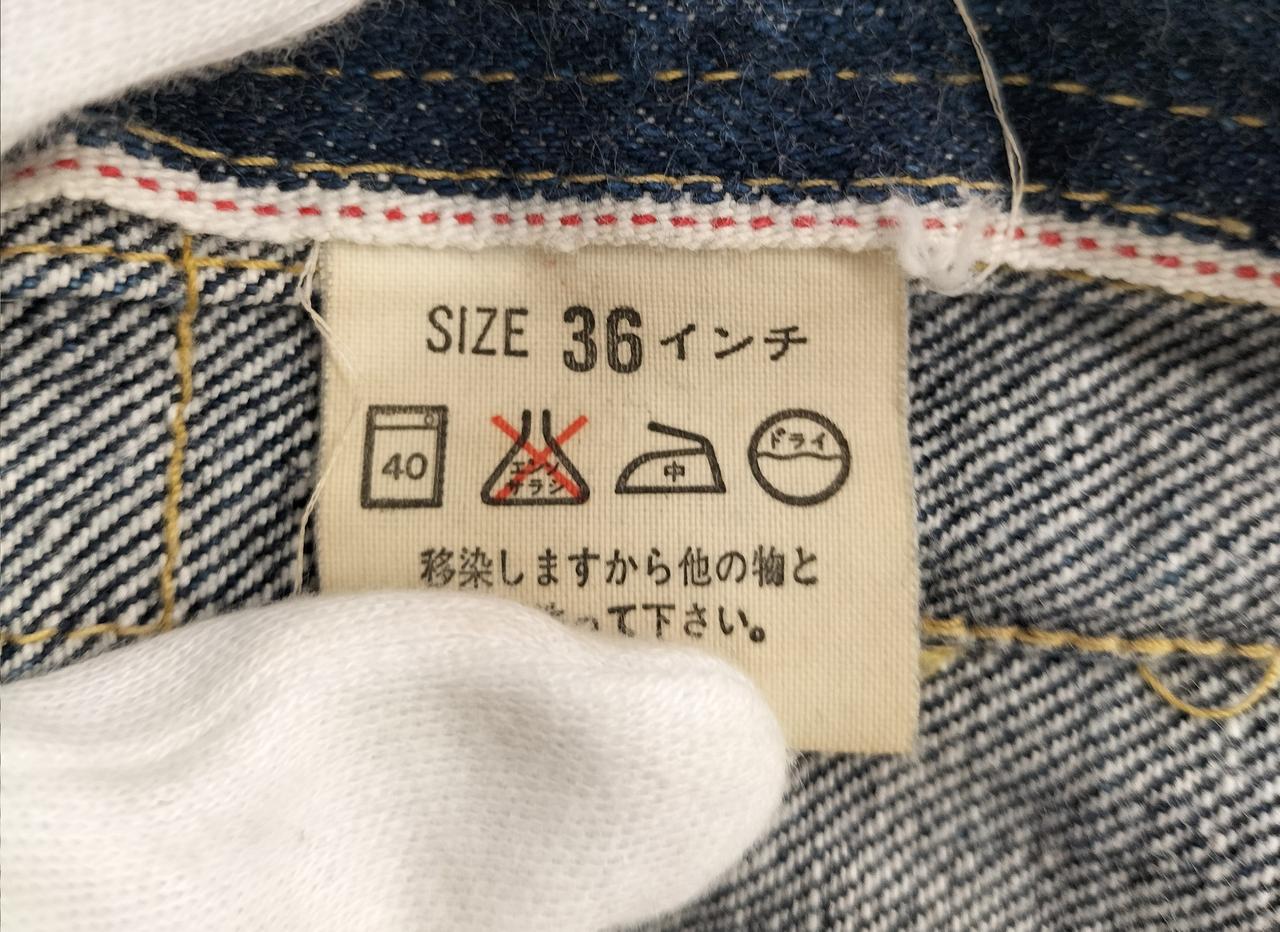 SIZE 36インチ
40
エンソ
サラシ
中
ドライ
移染しますから他の物と
って下さい。